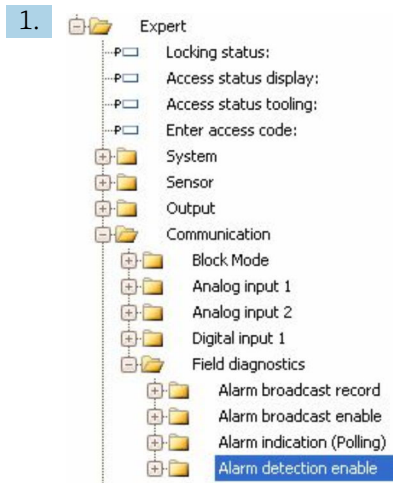 1.
Expert
Locking status:
Access status display:
Access status tooling:
Enter access code:
System
Sensor
Output
Communication
Block Mode
Analog input 1
Analog input 2
Digital input 1
Field diagnostics
Alarm broadcast record
Alarm broadcast enable
Alarm indication (Polling)
Alarm detection enable